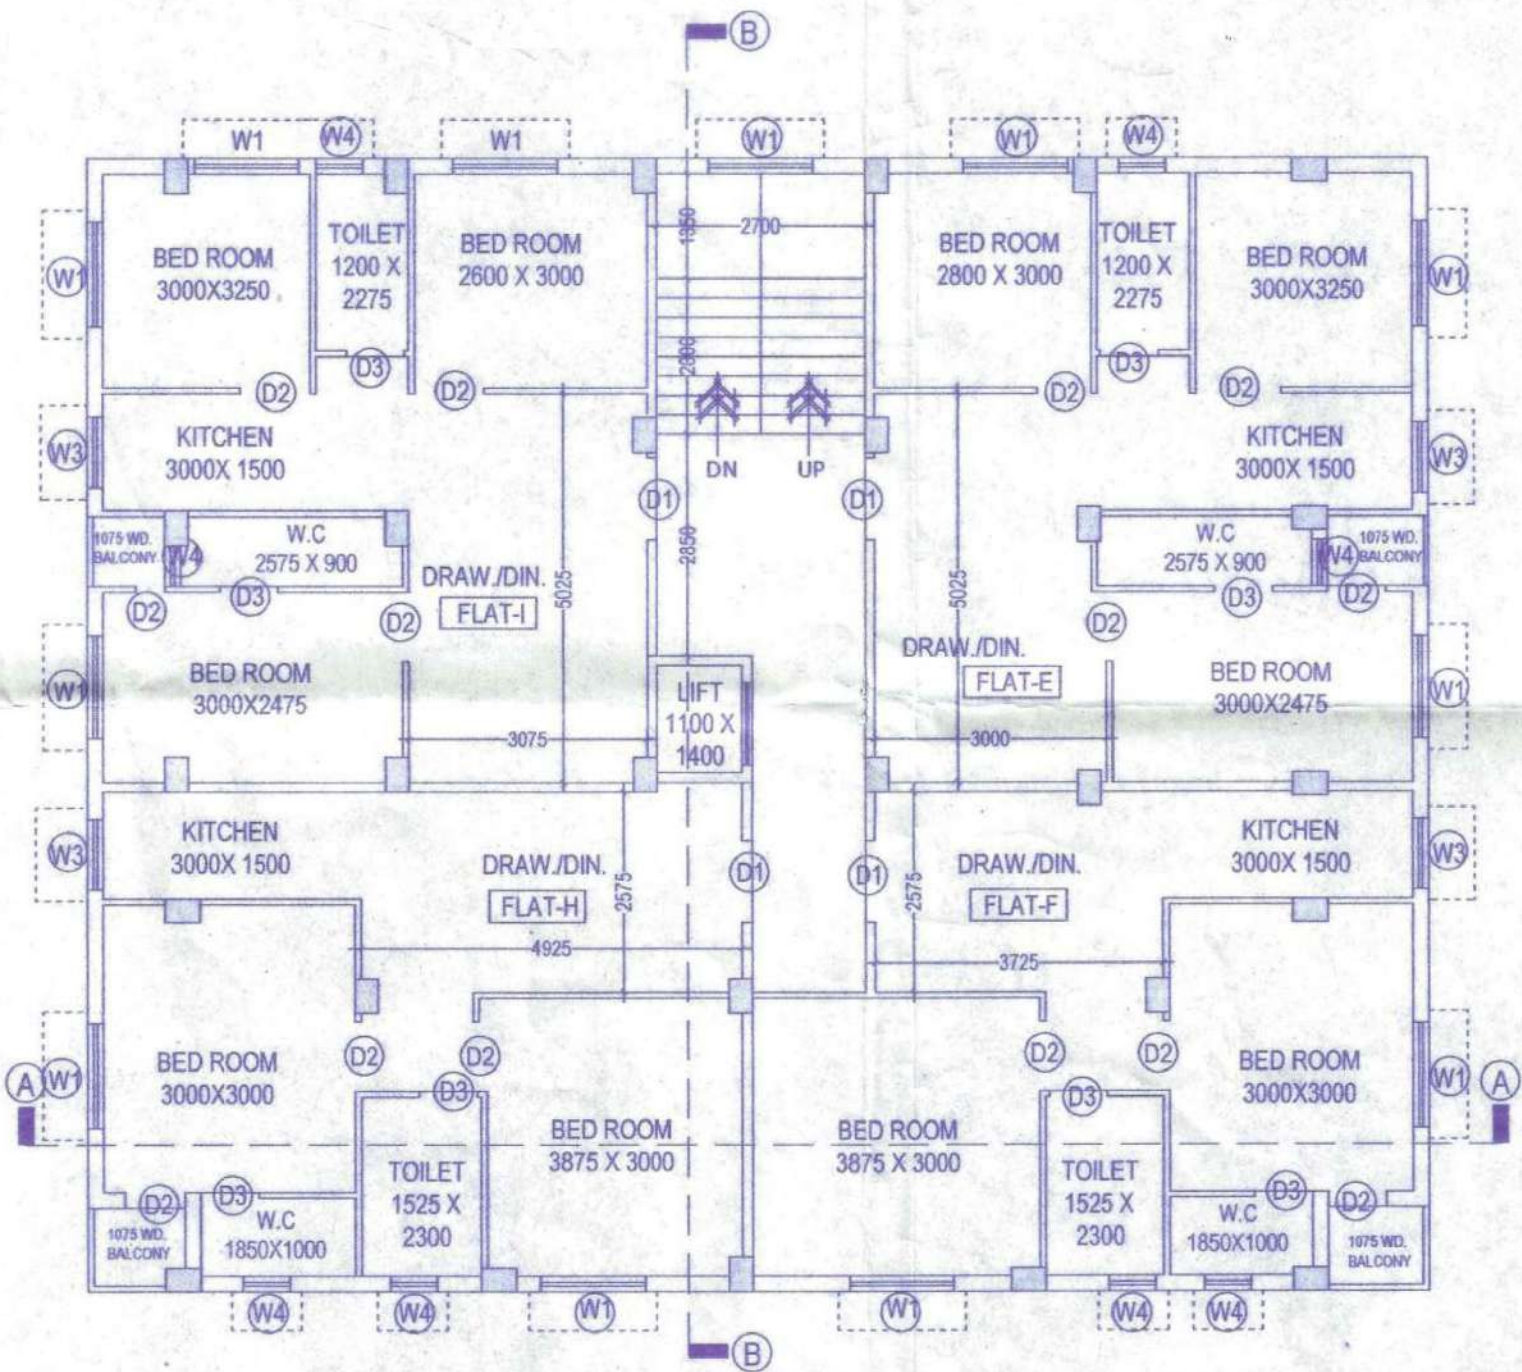 B
W1
W4
W1
W1
W1
W4
BED ROOM
3000X3250
TOILET
1200 X
2275
BED ROOM
2600 X 3000
1350
2700
BED ROOM
2800 X 3000
TOILET
1200 X
2275
BED ROOM
3000X3250
W1
W1
D2
D3
D2
D2
D3
D2
W3
KITCHEN
3000X 1500
DN
UP
KITCHEN
3000X 1500
W3
D1
D1
2850
1075 WD.
BALCONY
W4
W.C
2575 X 900
W.C
2575 X 900
W4
1075 WD.
BALCONY
D2
D3
D2
DRAW./DIN.
FLAT-I
5025
5025
D2
D3
D2
DRAW./DIN.
FLAT-E
W1
BED ROOM
3000X2475
3075
LIFT
1100 X
1400
3000
BED ROOM
3000X2475
W1
W3
KITCHEN
3000X 1500
DRAW./DIN.
FLAT-H
2575
4925
D1
D1
2575
DRAW./DIN.
FLAT-F
3725
KITCHEN
3000X 1500
W3
A
W1
BED ROOM
3000X3000
D2
D2
D3
D2
D2
D3
BED ROOM
3000X3000
W1
A
BED ROOM
3875 X 3000
BED ROOM
3875 X 3000
TOILET
1525 X
2300
TOILET
1525 X
2300
D2
D3
D3
D2
1075 WD.
BALCONY
W.C
1850X1000
W.C
1850X1000
1075 WD.
BALCONY
W4
W4
W1
W1
W4
W4
B